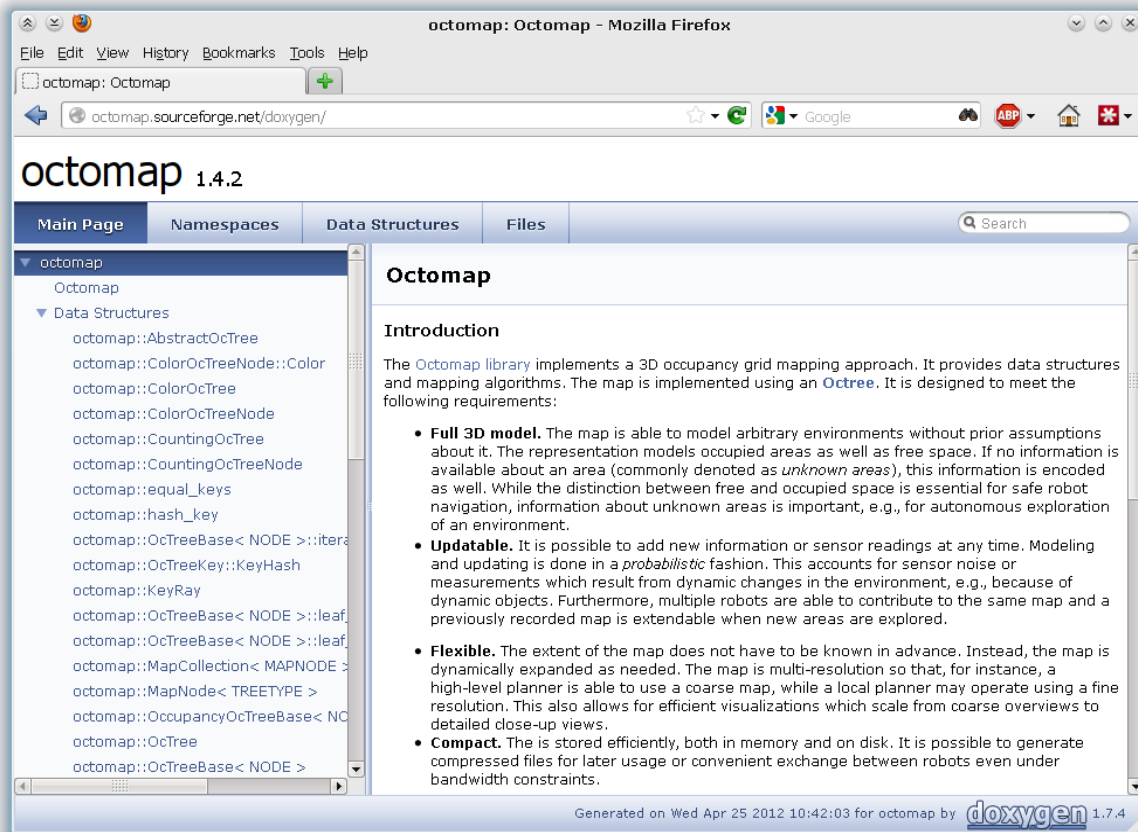 octomap: Octomap - Mozilla Firefox
File Edit View History Bookmarks Tools Help
octomap: Octomap
octomap.sourceforge.net/doxygen/
Google
ABP
octomap 1.4.2
Main Page
Namespaces
Data Structures
Files
Search
octomap
Octomap
Data Structures
octomap::AbstractOcTree
octomap::ColorOcTreeNode::Color
octomap::ColorOcTree
octomap::ColorOcTreeNode
octomap::CountingOcTree
octomap::CountingOcTreeNode
octomap::equal_keys
octomap::hash_key
octomap::OcTreeBase< NODE >::itera
octomap::OcTreeKey::KeyHash
octomap::KeyRay
octomap::OcTreeBase< NODE >::leaf_
octomap::OcTreeBase< NODE >::leaf_
octomap::MapCollection< MAPNODE >
octomap::MapNode< TREETYPE >
octomap::OccupancyOcTreeBase< NO
octomap::OcTree
octomap::OcTreeBase< NODE >
Octomap
Introduction
The Octomap library implements a 3D occupancy grid mapping approach. It provides data structures
and mapping algorithms. The map is implemented using an Octree. It is designed to meet the
following requirements:
• Full 3D model. The map is able to model arbitrary environments without prior assumptions
about it. The representation models occupied areas as well as free space. If no information is
available about an area (commonly denoted as unknown areas), this information is encoded
as well. While the distinction between free and occupied space is essential for safe robot
navigation, information about unknown areas is important, e.g., for autonomous exploration
of an environment.
• Updatable. It is possible to add new information or sensor readings at any time. Modeling
and updating is done in a probabilistic fashion. This accounts for sensor noise or
measurements which result from dynamic changes in the environment, e.g., because of
dynamic objects. Furthermore, multiple robots are able to contribute to the same map and a
previously recorded map is extendable when new areas are explored.
• Flexible. The extent of the map does not have to be known in advance. Instead, the map is
dynamically expanded as needed. The map is multi-resolution so that, for instance, a
high-level planner is able to use a coarse map, while a local planner may operate using a fine
resolution. This also allows for efficient visualizations which scale from coarse overviews to
detailed close-up views.
• Compact. The is stored efficiently, both in memory and on disk. It is possible to generate
compressed files for later usage or convenient exchange between robots even under
bandwidth constraints.
Generated on Wed Apr 25 2012 10:42:03 for octomap by doxygen 1.7.4